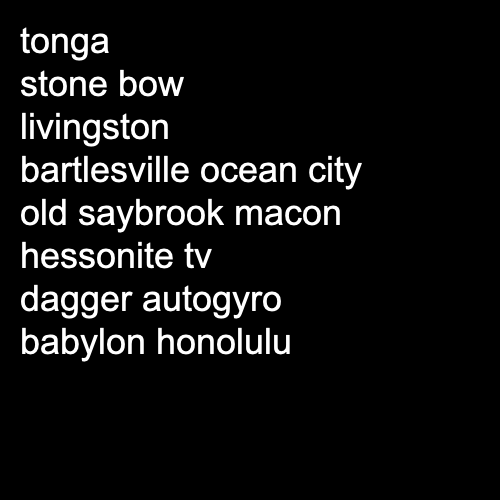 tonga
stone bow
livingston
bartlesville ocean city
old saybrook macon
hessonite tv
dagger autogyro
babylon honolulu